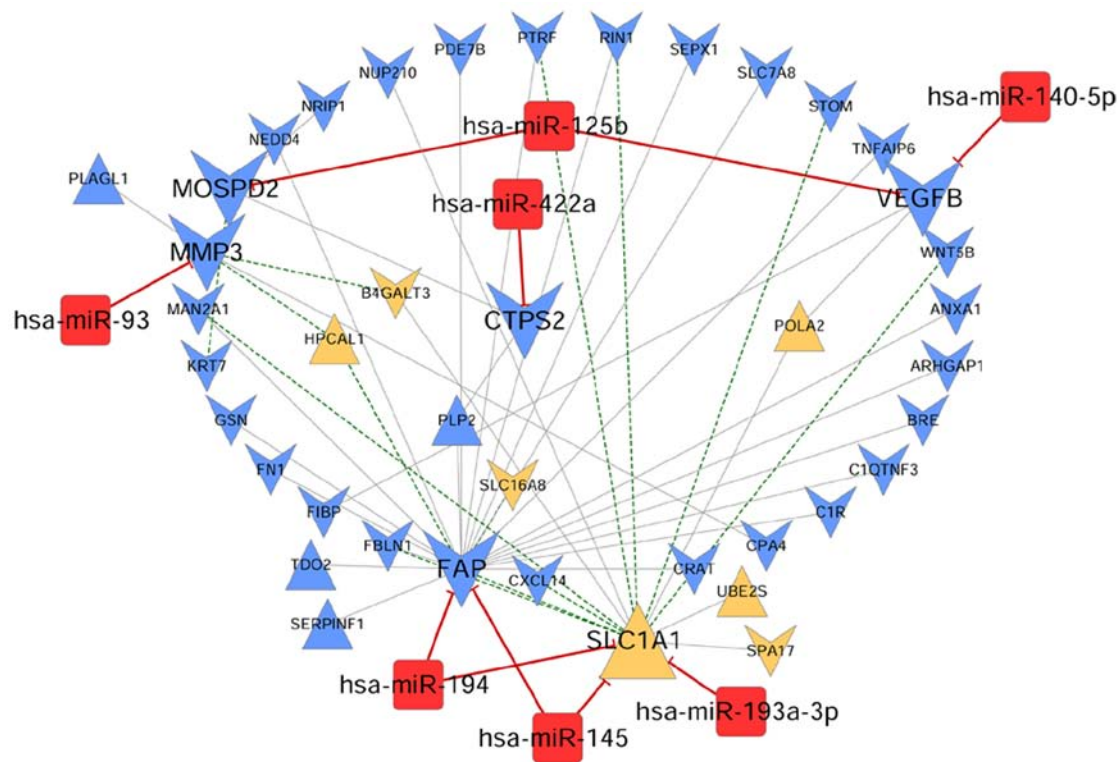 PTRF
RIN1
PDE7B
SEPX1
NUP210
SLC7A8
hsa-miR-140-5p
NRIP1
STOM
hsa-miR-125b
NEDD4
TNFAIP6
PLAGL1
MOSPD2
VEGFB
hsa-miR-422a
MMP3
WNT5B
B4GALT3
MAN2A1
ANXA1
hsa-miR-93
CTPS2
HPCAL1
POLA2
KRT7
ARHGAP1
GSN
PLP2
BRE
FN1
C1QTNF3
SLC16A8
FIBP
C1R
FBLN1
CPA4
TDO2
FAP
CXCL14
CRAT
UBE2S
SERPINF1
SLC1A1
SPA17
hsa-miR-194
hsa-miR-193a-3p
hsa-miR-145